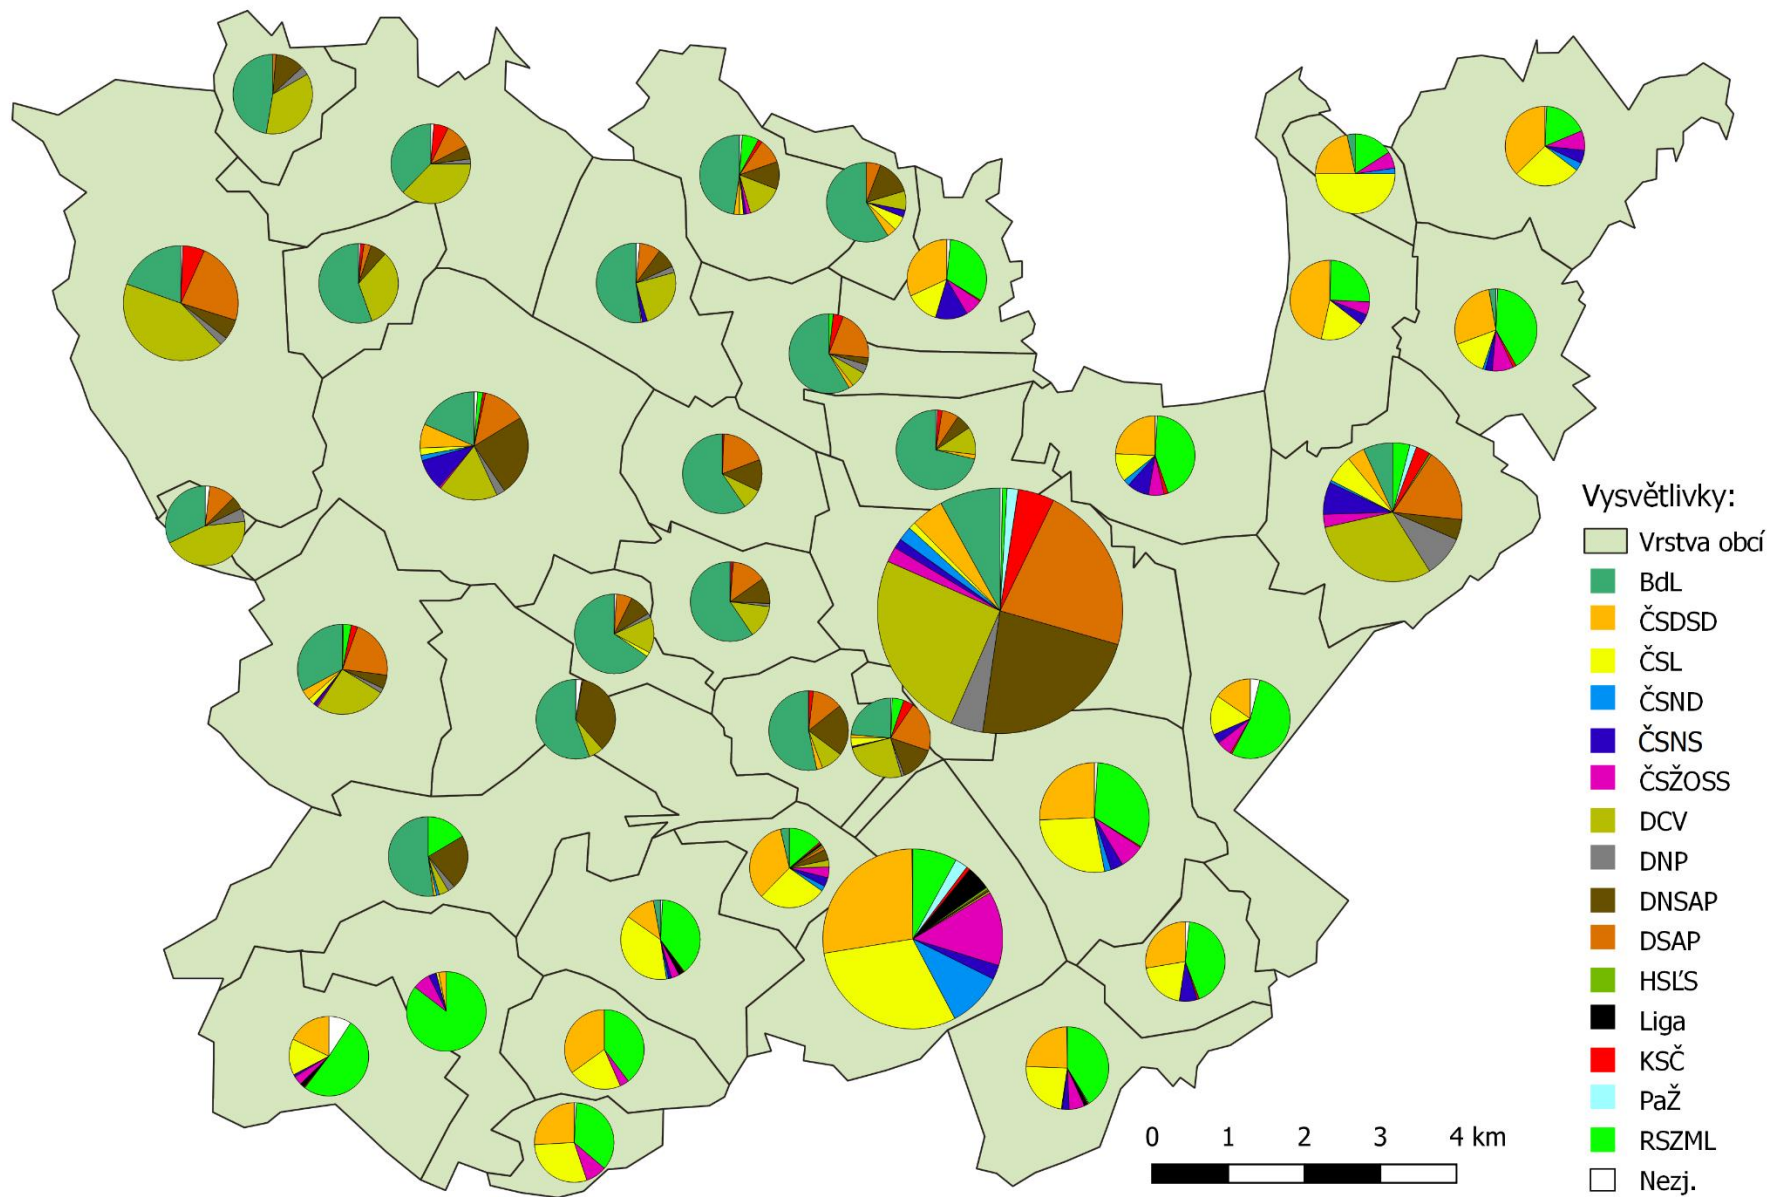 Vysvětlivky:
Vrstva obcí
BdL
ČSDSD
ČSL
ČSND
ČSNS
ČSŽOSS
DCV
DNP
DNSAP
DSAP
HSĽS
Liga
KSČ
PaŽ
RSZML
Nezj.
0 1 2 3 4 km